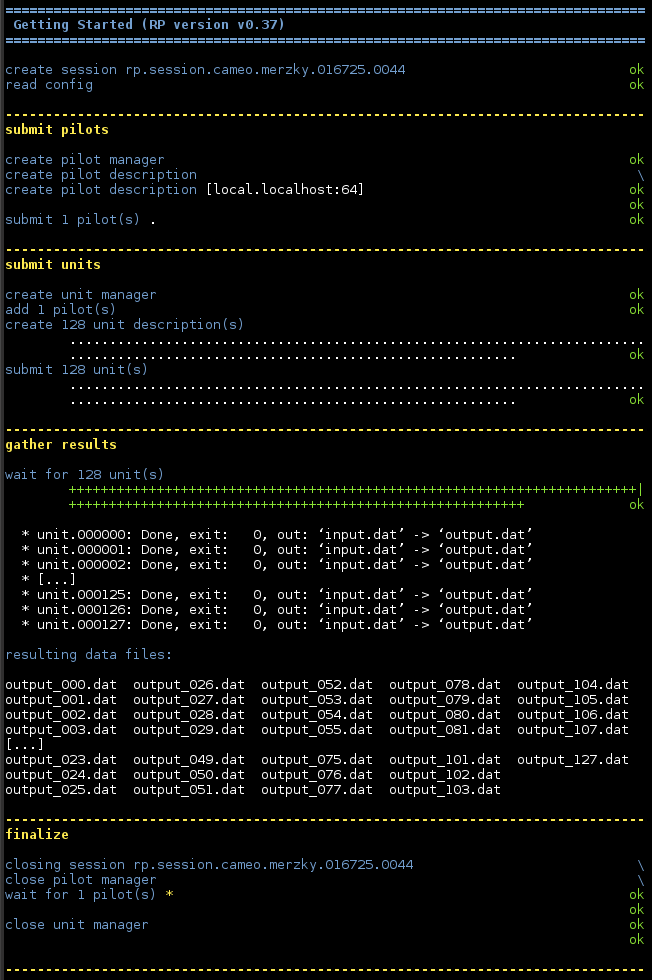 ================================================================================
Getting Started (RP version v0.37)
================================================================================
create session rp.session.cameo.merzky.016725.0044 ok
read config ok
--------------------------------------------------------------------------------
submit pilots
create pilot manager ok
create pilot description \
create pilot description [local.localhost:64] ok
ok
submit 1 pilot(s) . ok
--------------------------------------------------------------------------------
submit units
create unit manager ok
add 1 pilot(s) ok
create 128 unit description(s)
........................................................................
........................................................ ok
submit 128 unit(s)
........................................................................
........................................................ ok
--------------------------------------------------------------------------------
gather results
wait for 128 unit(s)
+++++++++++++++++++++++++++++++++++++++++++++++++++++++++++++++++++++++|
+++++++++++++++++++++++++++++++++++++++++++++++++++++++++ ok
* unit.000000: Done, exit:   0, out: ‘input.dat’ -> ‘output.dat’
* unit.000001: Done, exit:   0, out: ‘input.dat’ -> ‘output.dat’
* unit.000002: Done, exit:   0, out: ‘input.dat’ -> ‘output.dat’
* [...]
* unit.000125: Done, exit:   0, out: ‘input.dat’ -> ‘output.dat’
* unit.000126: Done, exit:   0, out: ‘input.dat’ -> ‘output.dat’
* unit.000127: Done, exit:   0, out: ‘input.dat’ -> ‘output.dat’
resulting data files:
output_000.dat  output_026.dat  output_052.dat  output_078.dat  output_104.dat
output_001.dat  output_027.dat  output_053.dat  output_079.dat  output_105.dat
output_002.dat  output_028.dat  output_054.dat  output_080.dat  output_106.dat
output_003.dat  output_029.dat  output_055.dat  output_081.dat  output_107.dat
[...]
output_023.dat  output_049.dat  output_075.dat  output_101.dat  output_127.dat
output_024.dat  output_050.dat  output_076.dat  output_102.dat
output_025.dat  output_051.dat  output_077.dat  output_103.dat
--------------------------------------------------------------------------------
finalize
closing session rp.session.cameo.merzky.016725.0044 \
close pilot manager \
wait for 1 pilot(s) * ok
ok
close unit manager ok
ok
--------------------------------------------------------------------------------